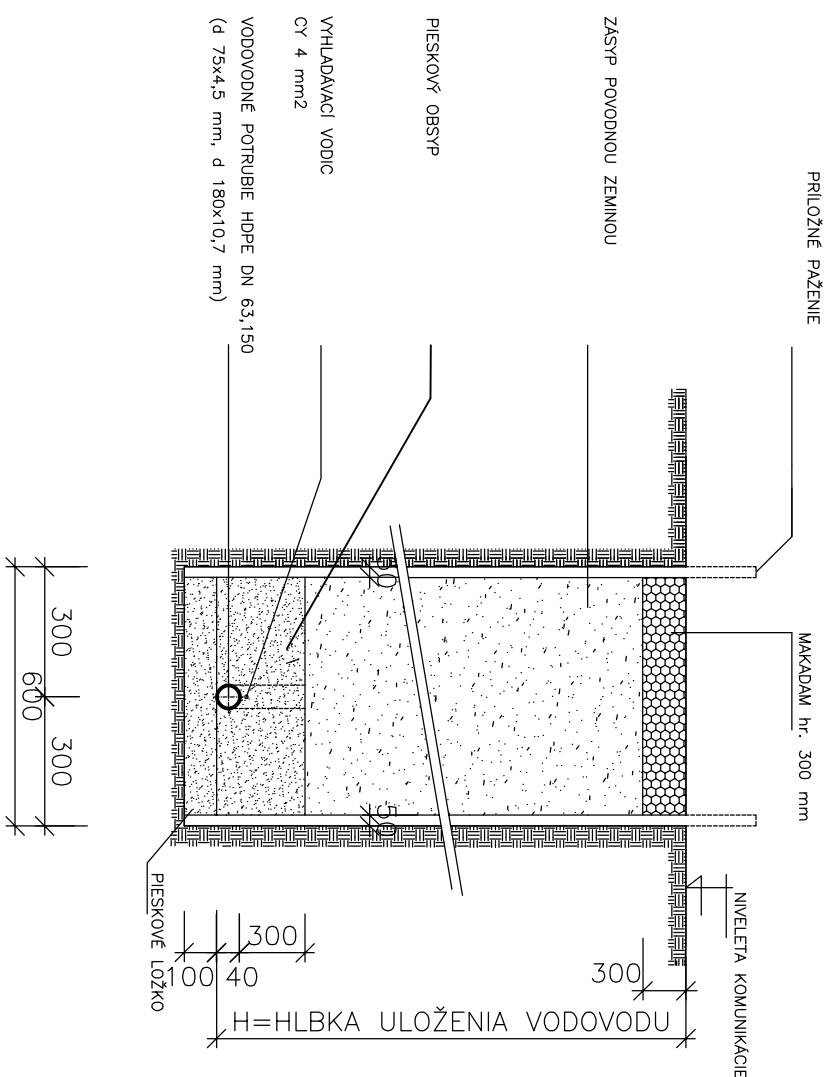 PRÍLOŽNÉ PAŽENIE
ZÁSYP POVODNOU ZEMINOU
PIESKOVÝ OBSYP
VYHLADÁVACÍ VODIC
CY 4 mm2
VODOVODNÉ POTRUBIE HDPE DN 63,150
(d 75x4,5 mm, d 180x10,7 mm)
MAKADAM hr. 300 mm
NIVELETA KOMUNIKÁCIE
PIESKOVÉ LOŽKO
50
50
300
300
600
300
100
40
300
H=HLBKA ULOŽENIA VODOVODU